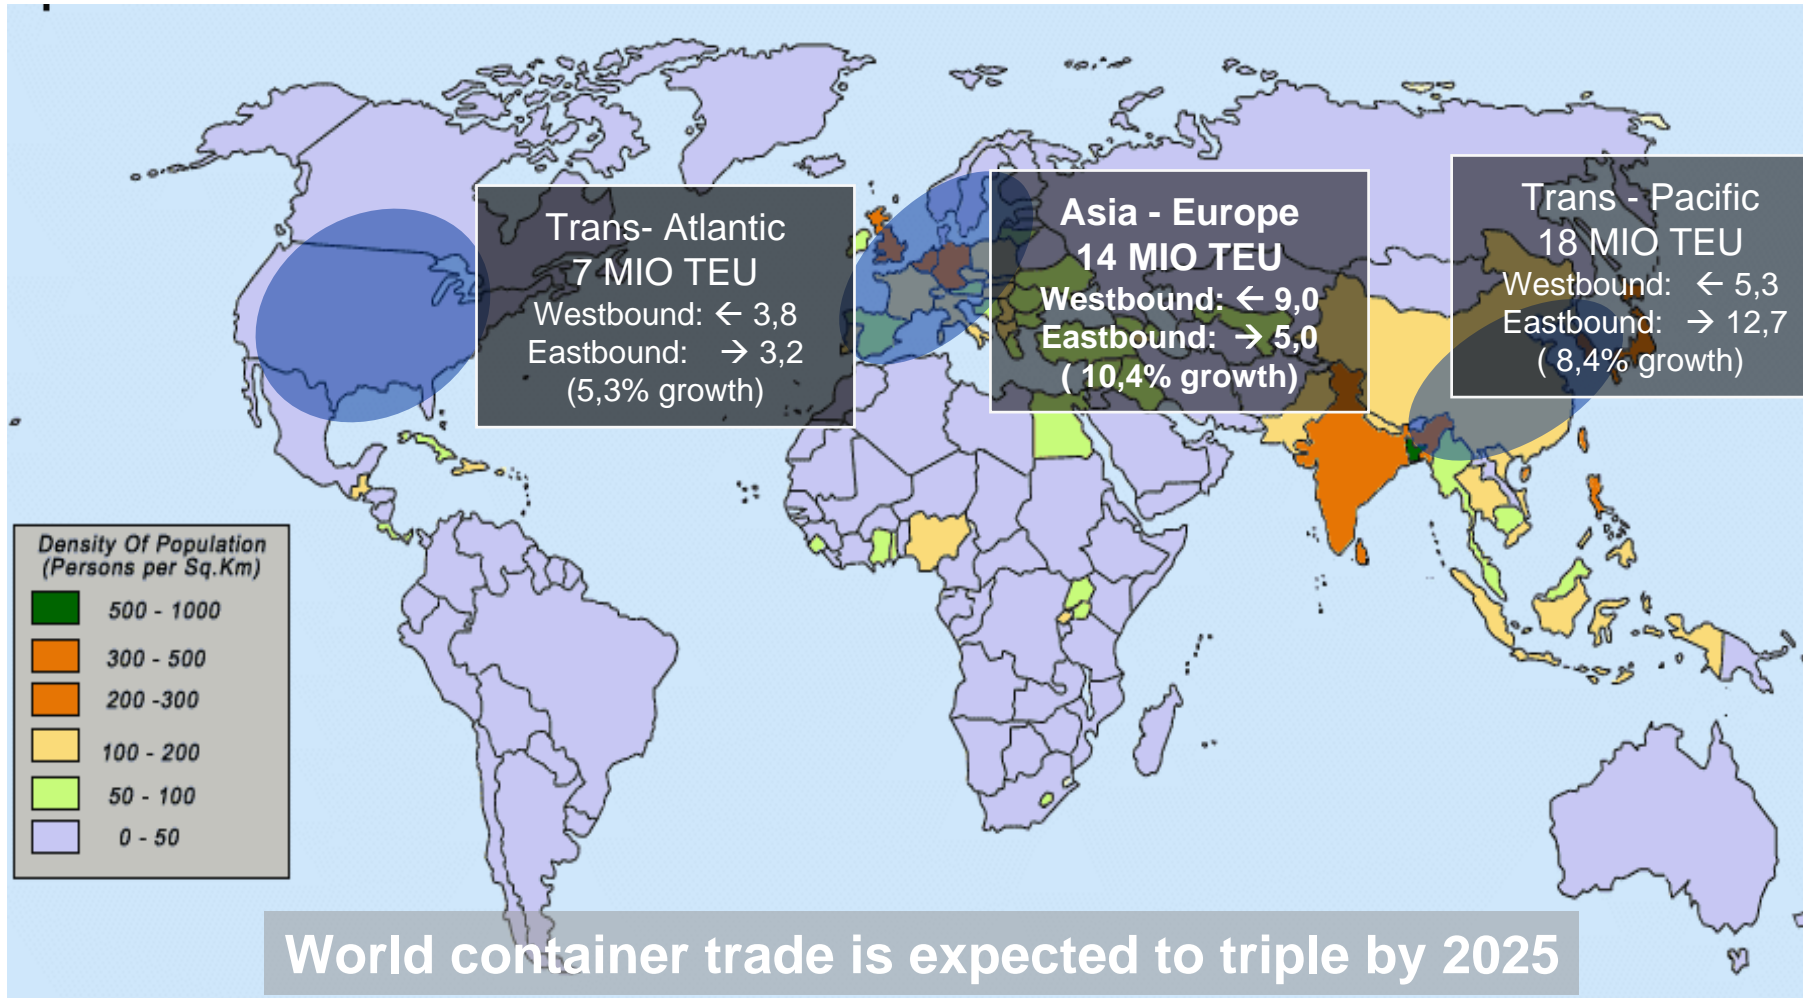 Trans- Atlantic
7 MIO TEU
Westbound: ← 3,8
Eastbound: → 3,2
(5,3% growth)
Asia - Europe
14 MIO TEU
Westbound: ← 9,0
Eastbound: → 5,0
( 10,4% growth)
Trans - Pacific
18 MIO TEU
Westbound: ← 5,3
Eastbound: → 12,7
( 8,4% growth)
Density Of Population
(Persons per Sq.Km)
500 - 1000
300 - 500
200 -300
100 - 200
50 - 100
0 - 50
World container trade is expected to triple by 2025